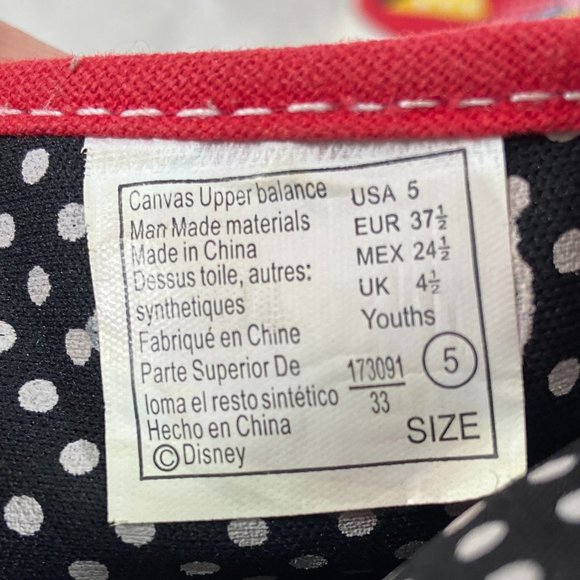 Canvas Upper balance
Man Made materials
Made in China
Dessus toile, autres:
synthetiques
Fabriqué en Chine
Parte Superior De
loma el resto sintético
Hecho en China
©Disney
USA 5
EUR 37½
MEX 24½
UK 4½
Youths
173091
33
5
SIZE